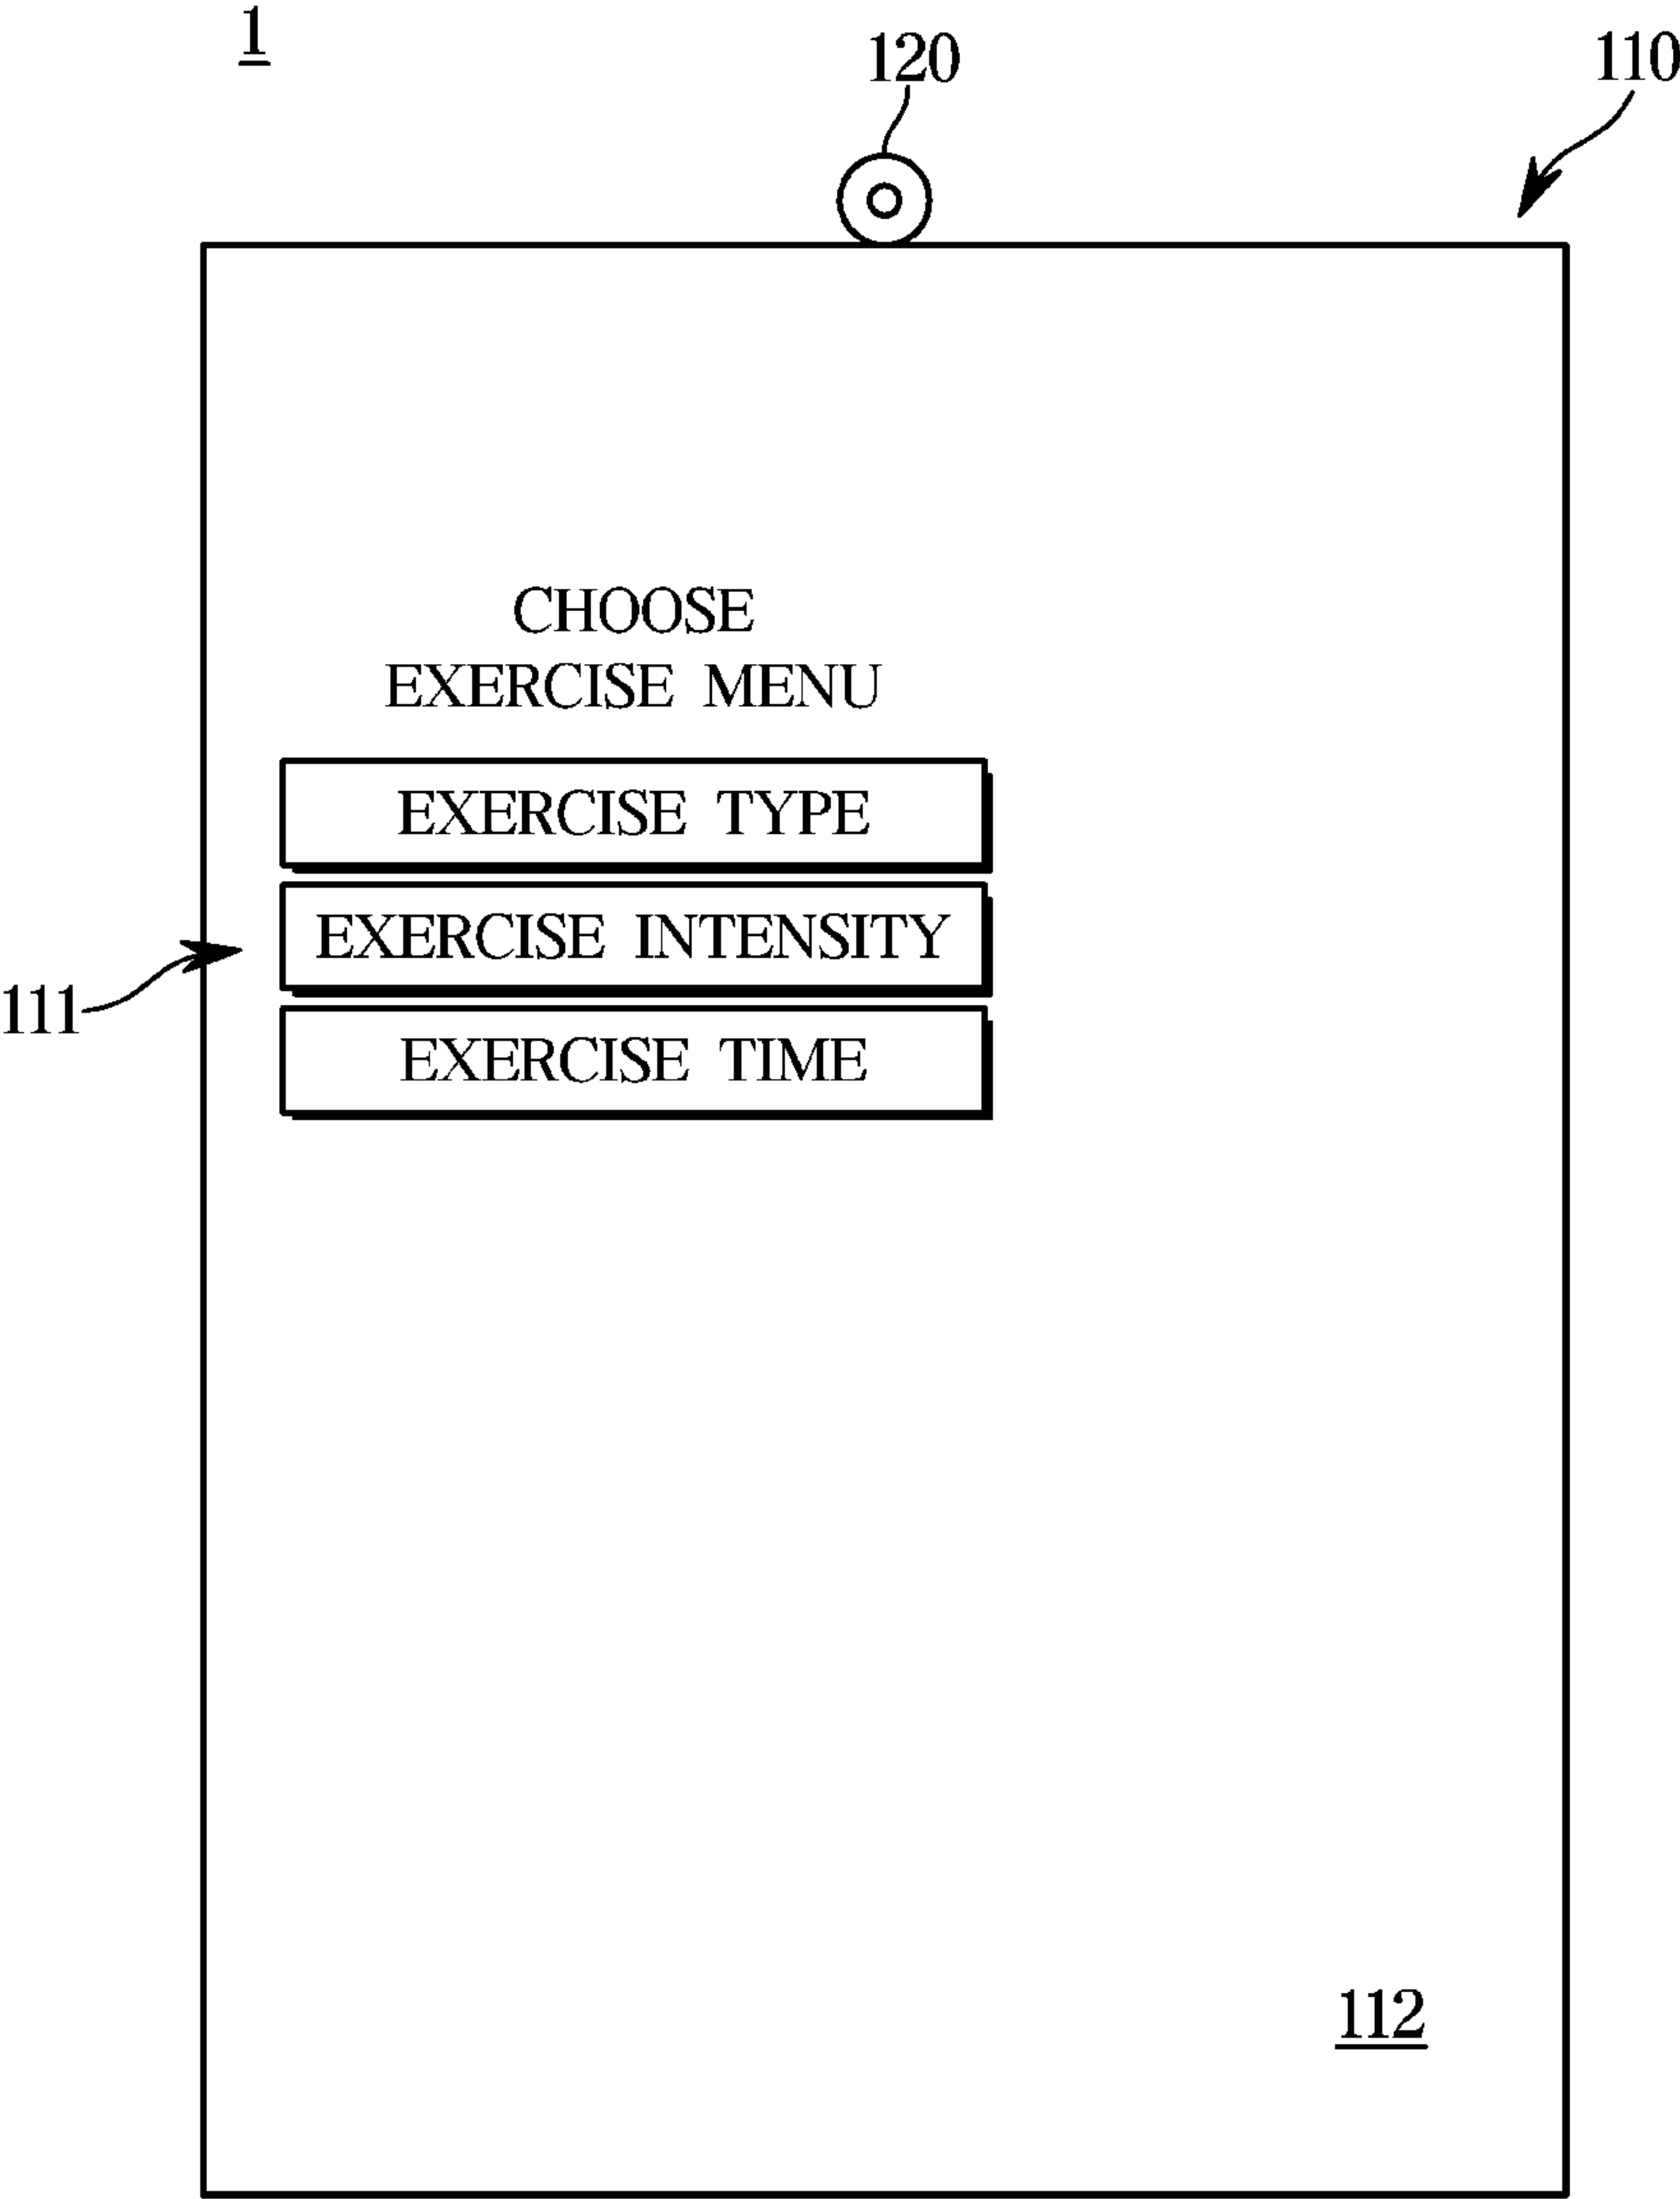 1
120
110
CHOOSE
EXERCISE MENU
EXERCISE TYPE
EXERCISE INTENSITY
111
EXERCISE TIME
112